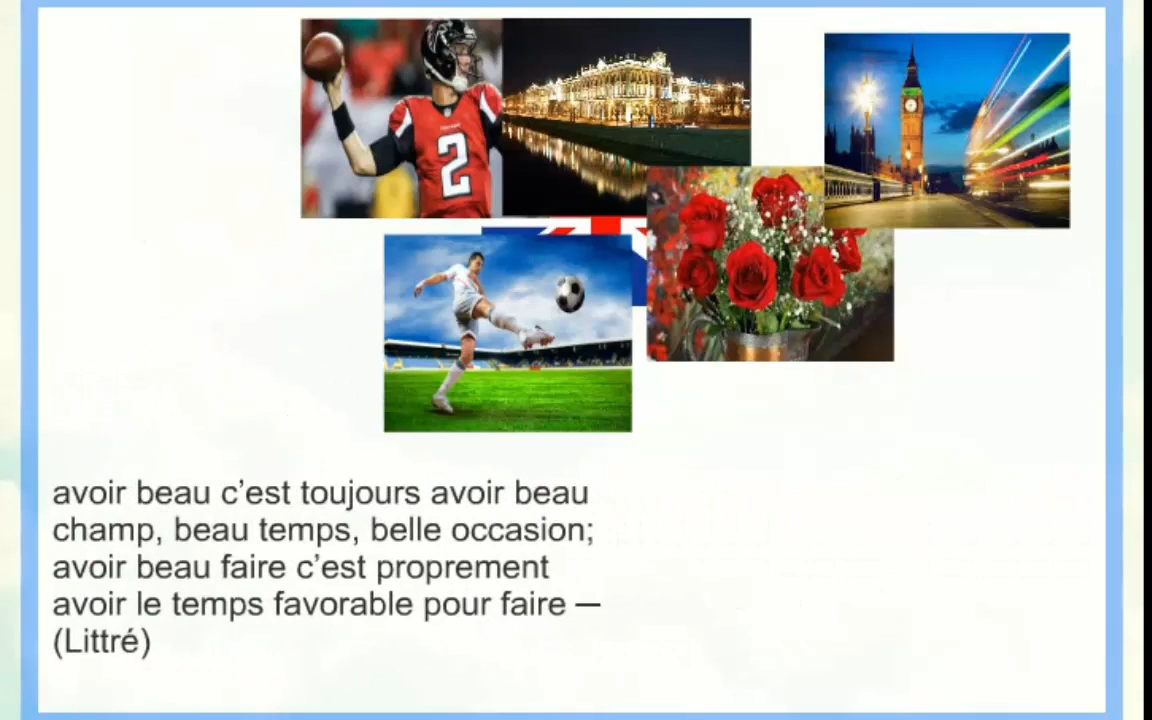 2
avoir beau c’est toujours avoir beau
champ, beau temps, belle occasion;
avoir beau faire c’est proprement
avoir le temps favorable pour faire —
(Littré)